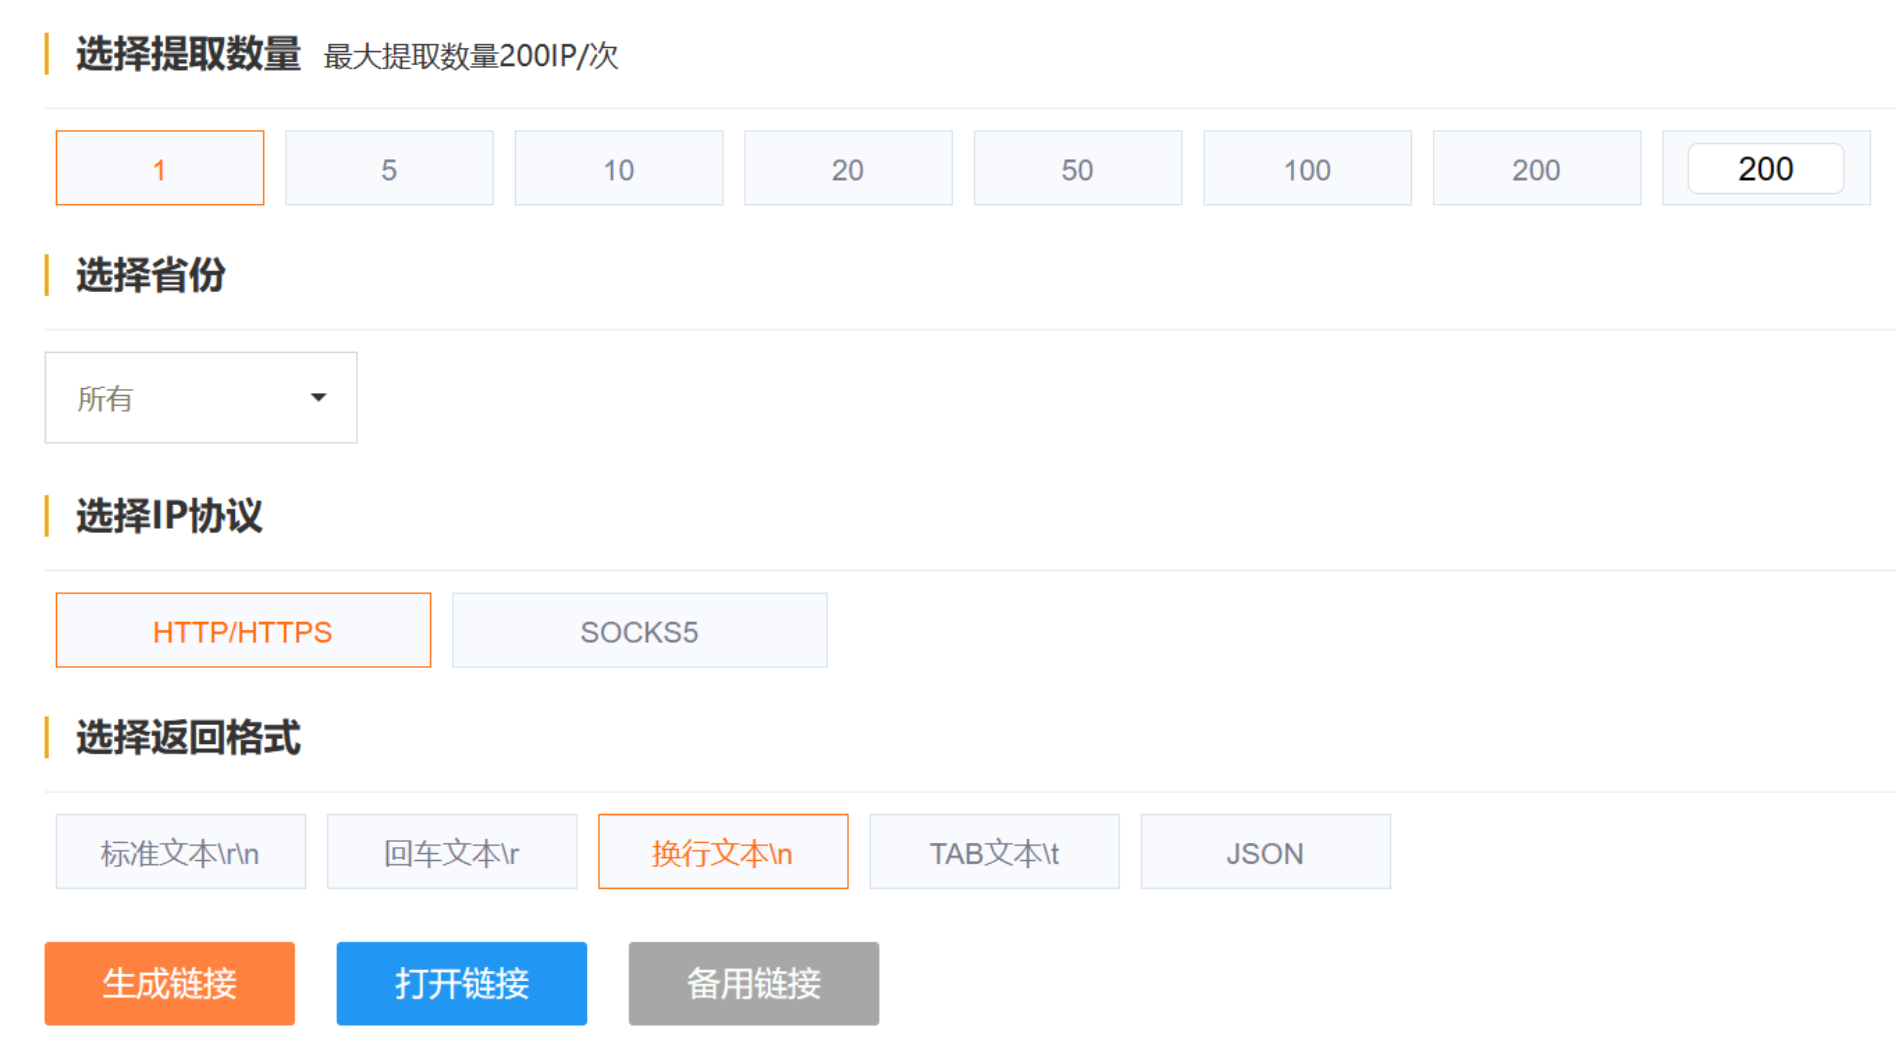 选择提取数量 最大提取数量200IP/次
1 5 10 20 50 100 200 200
选择省份
所有
选择IP协议
HTTP/HTTPS SOCKS5
选择返回格式
标准文本\r\n 回车文本\r 换行文本\n TAB文本\t JSON
生成链接 打开链接 备用链接